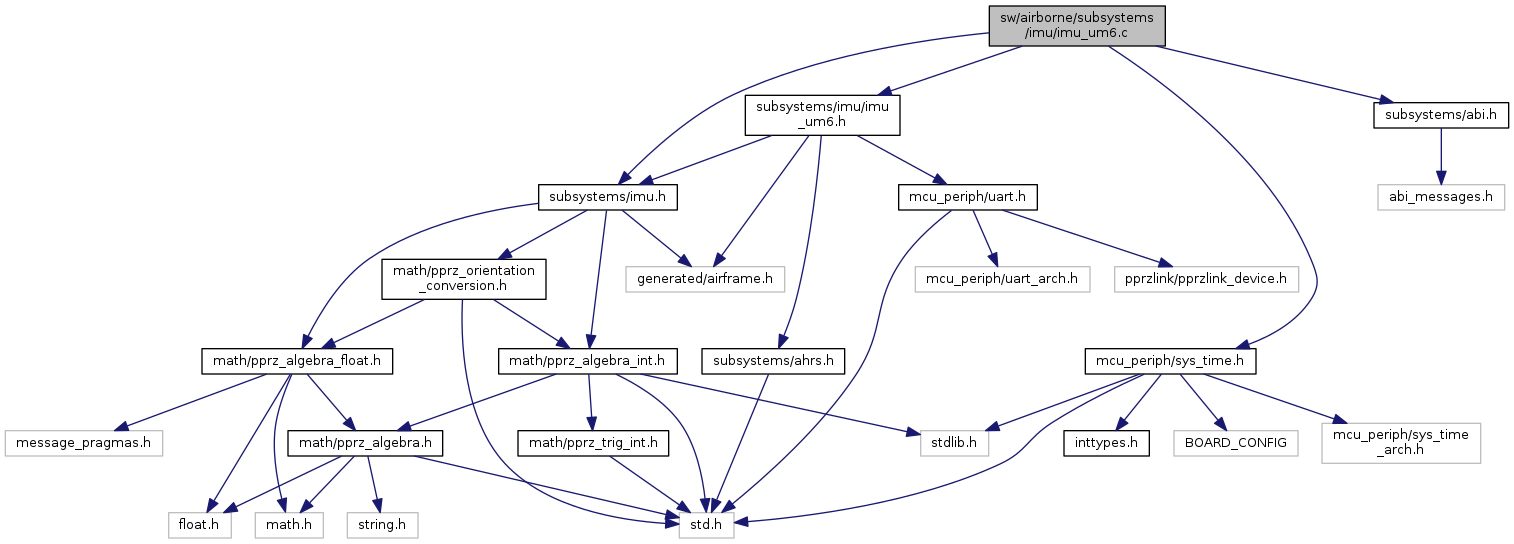 sw/airborne/subsystems
/imu/imu_um6.c
subsystems/imu/imu
_um6.h
subsystems/abi.h
subsystems/imu.h
mcu_periph/uart.h
abi_messages.h
math/pprz_orientation
_conversion.h
generated/airframe.h
mcu_periph/uart_arch.h
pprzlink/pprzlink_device.h
math/pprz_algebra_float.h
math/pprz_algebra_int.h
subsystems/ahrs.h
mcu_periph/sys_time.h
message_pragmas.h
math/pprz_algebra.h
math/pprz_trig_int.h
stdlib.h
inttypes.h
BOARD_CONFIG
mcu_periph/sys_time
_arch.h
float.h
math.h
string.h
std.h